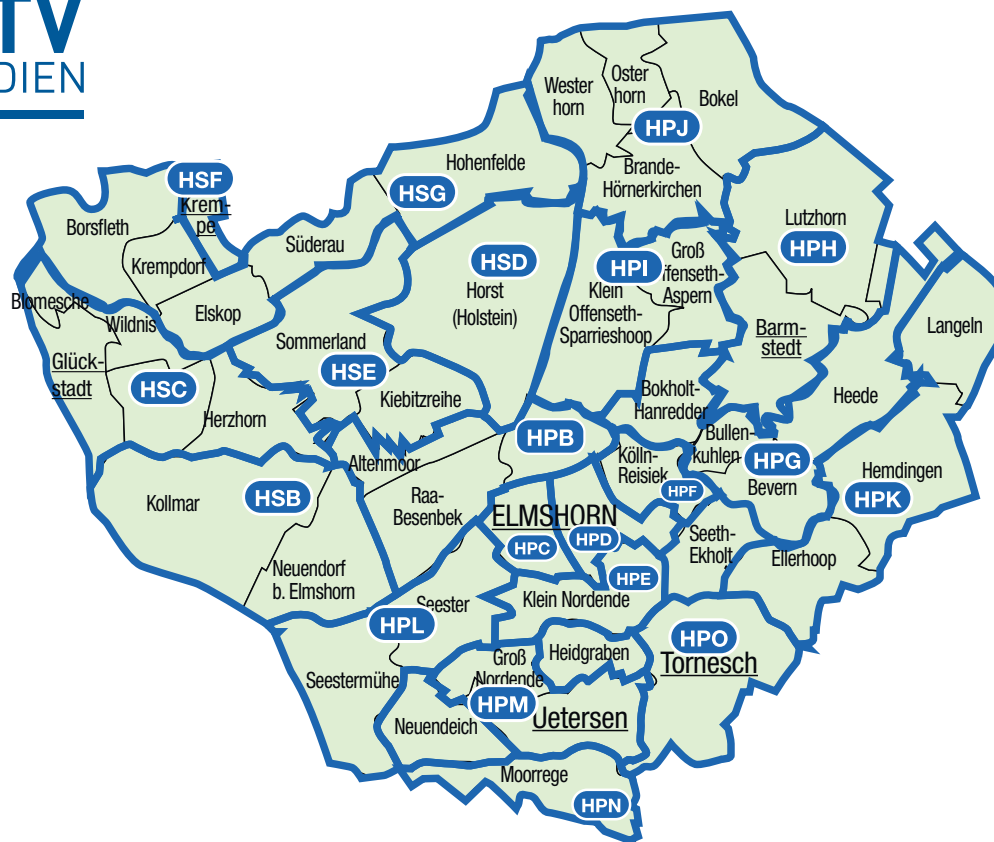 TV
DIEN
Wester
horn
Oster
horn
Bokel
HPJ
Brande-
Hörnerkirchen
Hohenfelde
HSG
HSF
Krem-
pe
Borsfleth
Krempdorf
Süderau
Lutzhorn
HPH
HSD
Horst
(Holstein)
HPI
Klein
Offenseth-
Sparrieshoop
Groß
ffenseth-
Aspern
Blomesche
Wildnis
Elskop
Sommerland
HSE
Kiebitzreihe
Barm-
stedt
Langeln
Glück-
stadt
HSC
Herzhorn
Bokholt-
Hanredder
Heede
HPB
Bullen-
kuhlen
HPG
Bevern
Kölln-
Reisiek
HPF
Hemdingen
HPK
Altenmoor
Kollmar
HSB
Raa-
Besenbek
ELMSHORN
HPC
HPD
HPE
Seeth-
Ekholt
Ellerhoop
Neuendorf
b. Elmshorn
Seester
HPL
Klein Nordende
HPO
Tornesch
Heidgraben
Groß
Nordende
Seestermühe
HPM
Uetersen
Neuendeich
Moorrege
HPN